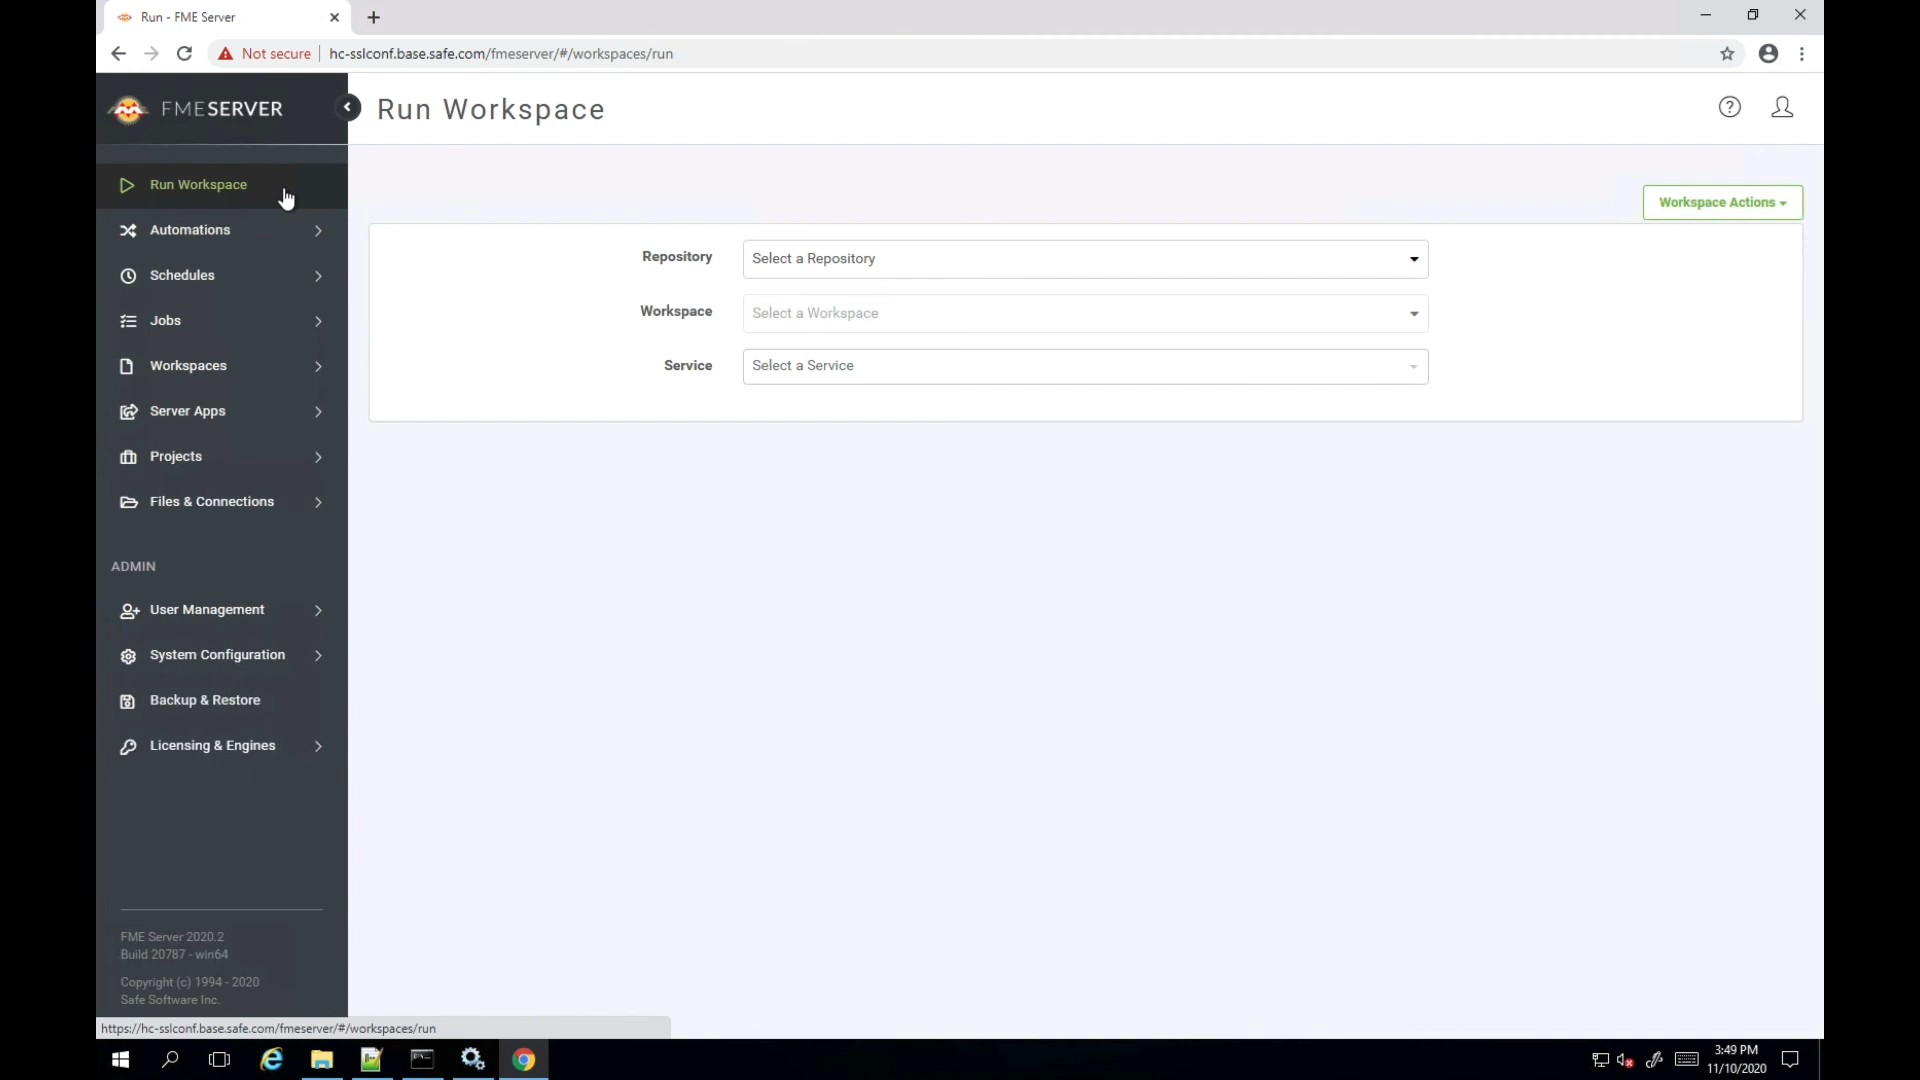 Run - FME Server
Not secure
hc-sslconf.base.safe.com/fmeserver/#/workspaces/run
FMESERVER
Run Workspace
Run Workspace
Automations
Schedules
Jobs
Workspaces
Server Apps
Projects
Files & Connections
ADMIN
User Management
System Configuration
Backup & Restore
Licensing & Engines
Workspace Actions
Repository
Select a Repository
Workspace
Select a Workspace
Service
Select a Service
FME Server 2020.2
Build 20787 - win64
Copyright (c) 1994 - 2020
Safe Software Inc.
https://hc-sslconf.base.safe.com/fmeserver/#/workspaces/run
3:49 PM
11/10/2020